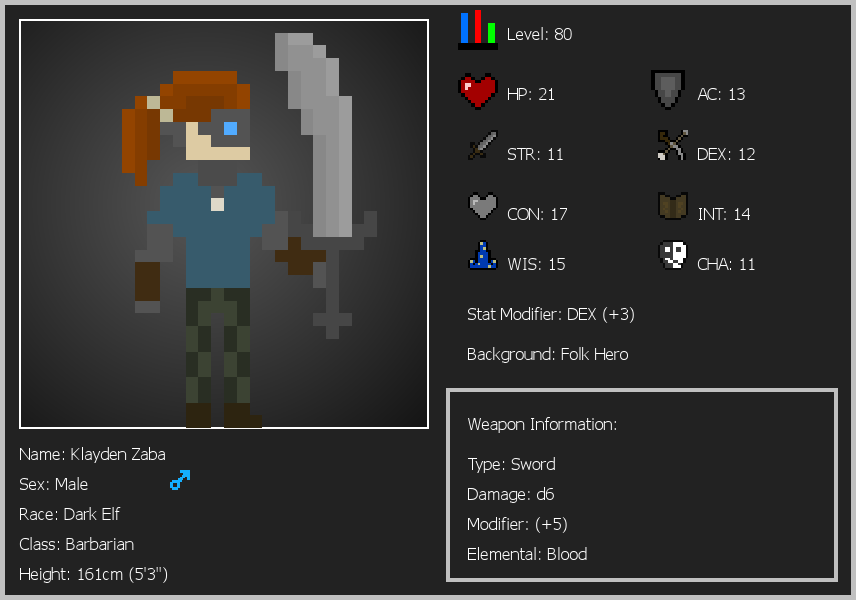 Level: 80
HP: 21
AC: 13
STR: 11
DEX: 12
CON: 17
INT: 14
WIS: 15
CHA: 11
Stat Modifier: DEX (+3)
Background: Folk Hero
Weapon Information:
Type: Sword
Damage: d6
Modifier: (+5)
Elemental: Blood
Name: Klayden Zaba
Sex: Male
Race: Dark Elf
Class: Barbarian
Height: 161cm (5'3")